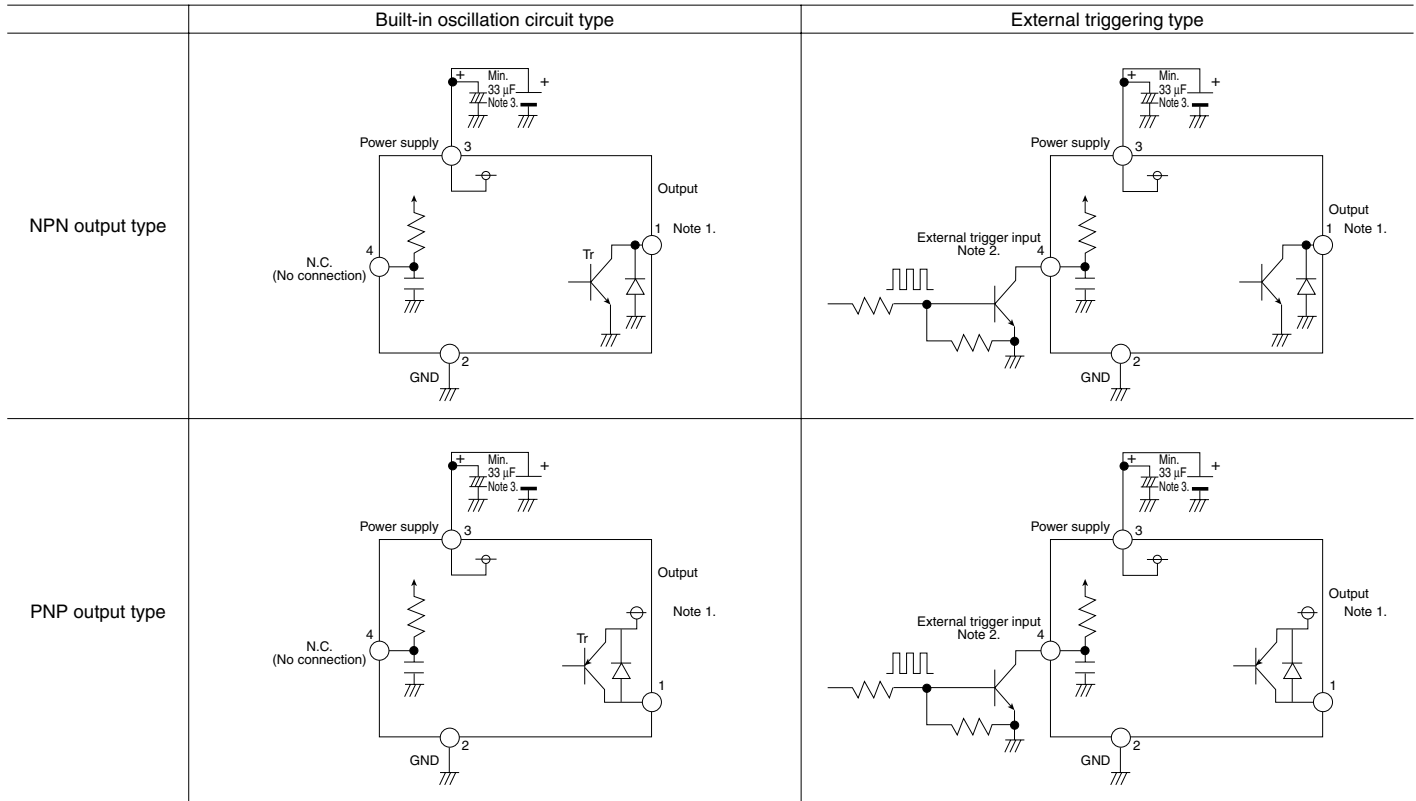 Built-in oscillation circuit type
External triggering type
NPN output type
+
Min.
33 µF
Note 3.
+
Power supply
3
Output
1
Note 1.
4
N.C.
(No connection)
Tr
2
GND
+
Min.
33 µF
Note 3.
+
Power supply
3
Output
1
Note 1.
External trigger input
Note 2.
4
Tr
2
GND
PNP output type
+
Min.
33 µF
Note 3.
+
Power supply
3
Output
Note 1.
4
N.C.
(No connection)
Tr
1
2
GND
+
Min.
33 µF
Note 3.
+
Power supply
3
Output
Note 1.
External trigger input
Note 2.
4
Tr
1
2
GND